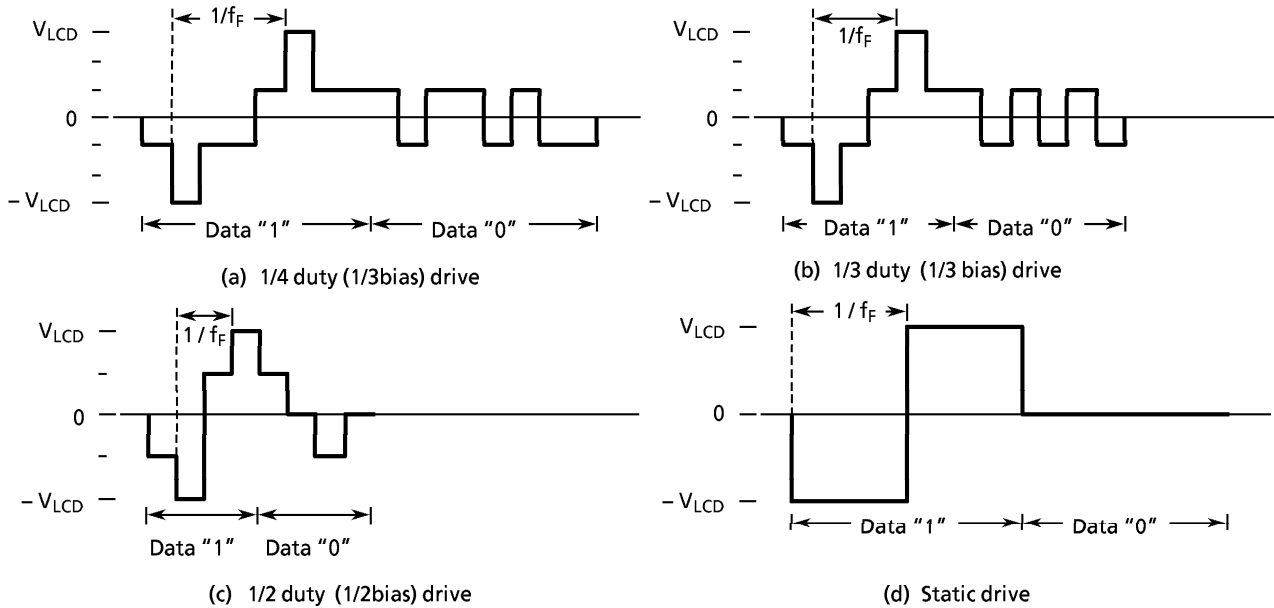 1/fF
VLCD
0
– VLCD
Data “1”
Data “0”
(a) 1/4 duty (1/3bias) drive
1/fF
VLCD
0
– VLCD
Data “1”
Data “0”
(b) 1/3 duty (1/3 bias) drive
VLCD
1 / fF
0
– VLCD
Data “1”
Data “0”
(c) 1/2 duty (1/2bias) drive
1 / fF
VLCD
0
– VLCD
Data “1”
Data “0”
(d) Static drive